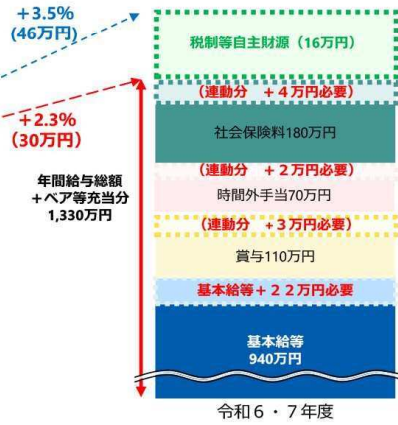 +3.5%
(46万円)
税制等自主財源（16万円）
（連動分　+４万円必要）
+2.3%
（30万円）
社会保険料180万円
（連動分　+２万円必要）
年間給与総額
＋ベア等充当分
1,330万円
時間外手当70万円
（連動分　+３万円必要）
賞与110万円
基本給等+２２万円必要
基本給等
940万円
令和６・７年度